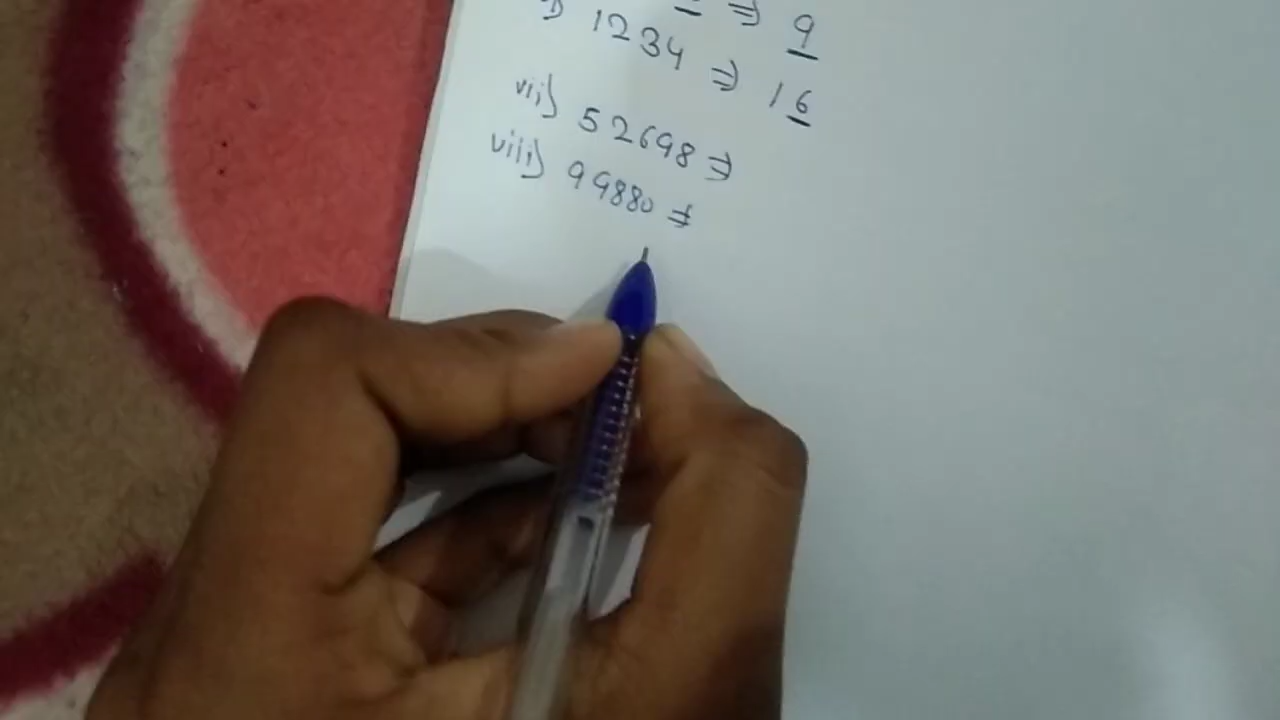 ⇒ 9
1234 ⇒ 16
vii) 52698 ⇒
viii) 99880 ⇒